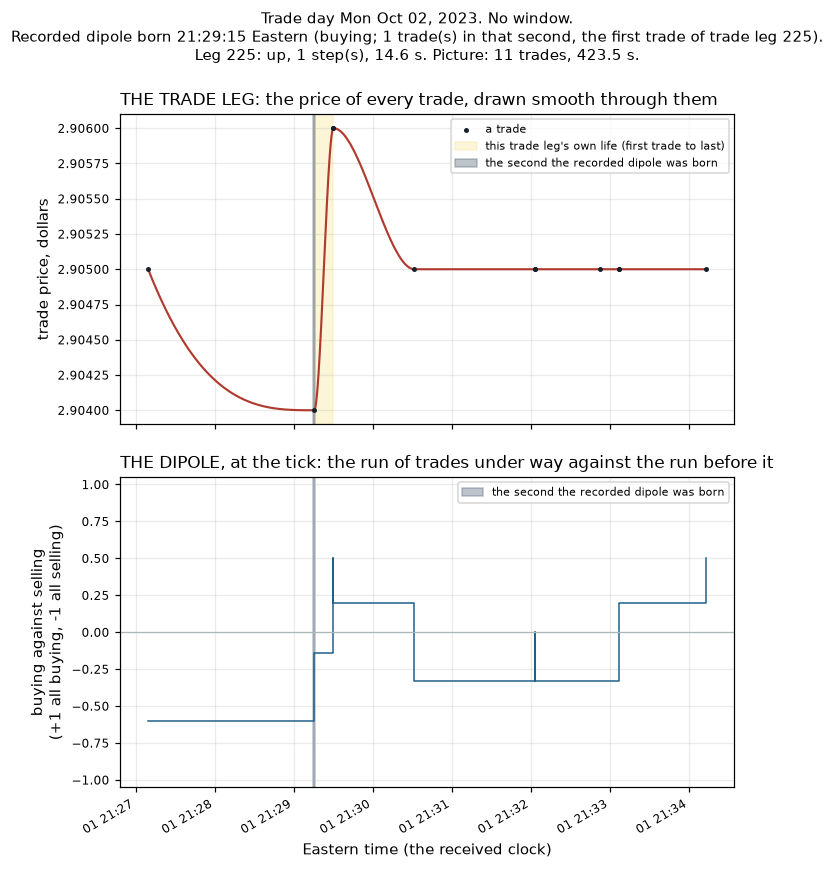 Trade day Mon Oct 02, 2023. No window.
Recorded dipole born 21:29:15 Eastern (buying; 1 trade(s) in that second, the first trade of trade leg 225).
Leg 225: up, 1 step(s), 14.6 s. Picture: 11 trades, 423.5 s.
THE TRADE LEG: the price of every trade, drawn smooth through them
a trade
this trade leg's own life (first trade to last)
the second the recorded dipole was born
trade price, dollars
2.90600
2.90575
2.90550
2.90525
2.90500
2.90475
2.90450
2.90425
2.90400
THE DIPOLE, at the tick: the run of trades under way against the run before it
the second the recorded dipole was born
buying against selling
(+1 all buying, -1 all selling)
1.00
0.75
0.50
0.25
0.00
−0.25
−0.50
−0.75
−1.00
01 21:27
01 21:28
01 21:29
01 21:30
01 21:31
01 21:32
01 21:33
01 21:34
Eastern time (the received clock)